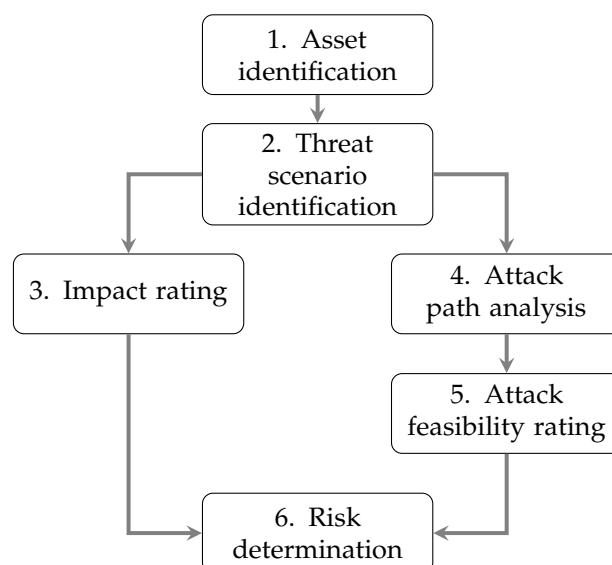 1. Asset
identification
2. Threat
scenario
identification
3. Impact rating
4. Attack
path analysis
5. Attack
feasibility rating
6. Risk
determination